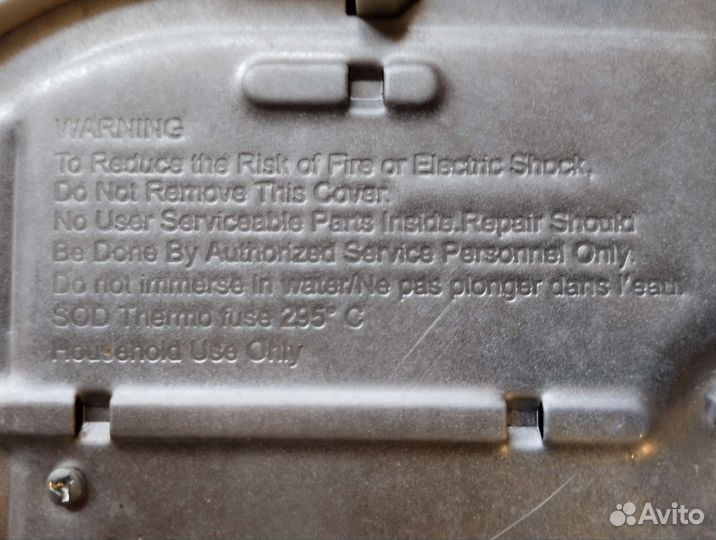 WARNING
To Reduce the Risk of Fire or Electric Shock,
Do Not Remove This Cover.
No User Serviceable Parts Inside.Repair Should
Be Done By Authorized Service Personnel Only.
Do not immerse in water/Ne pas plonger dans l'eau.
SOD Thermo fuse 295° C
Household Use Only
Avito